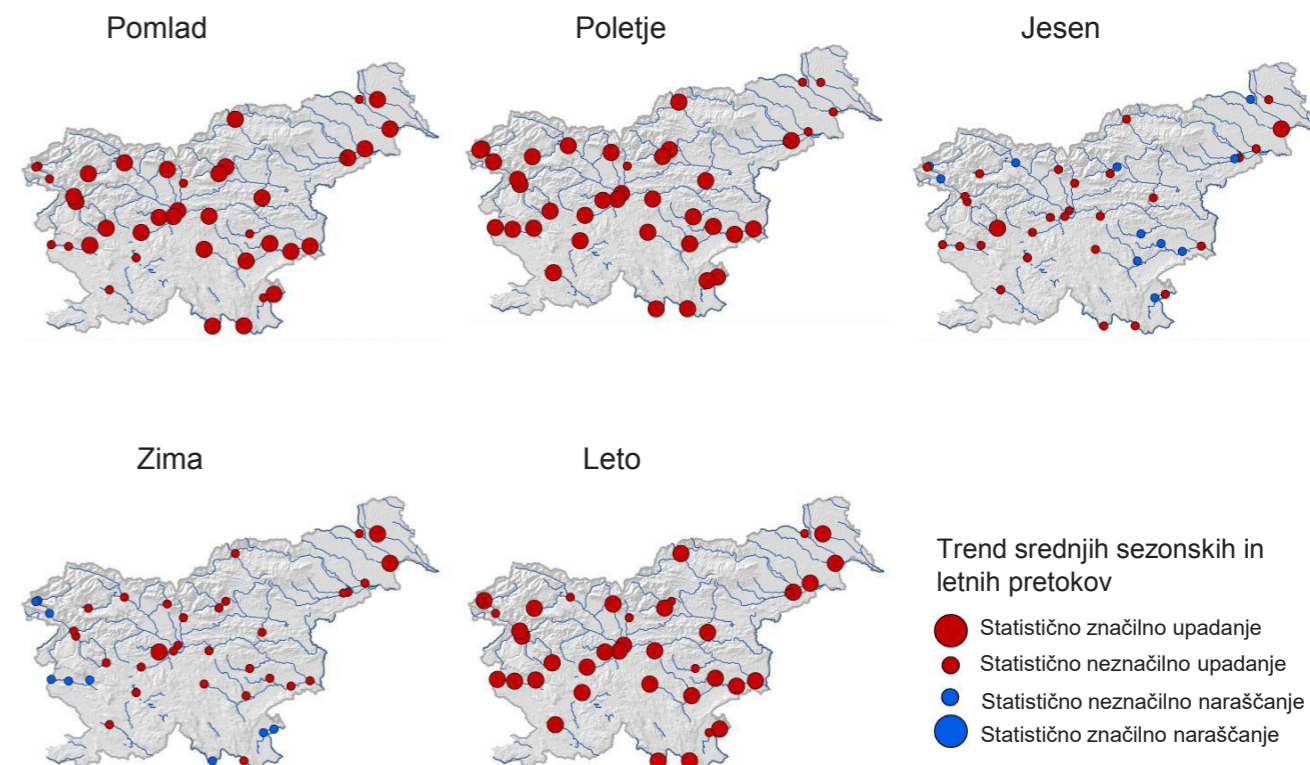 Pomlad
Poletje
Jesen
Zima
Leto
Trend srednjih sezonskih in
letnih pretokov
Statistično značilno upadanje
Statistično neznačilno upadanje
Statistično neznačilno naraščanje
Statistično značilno naraščanje